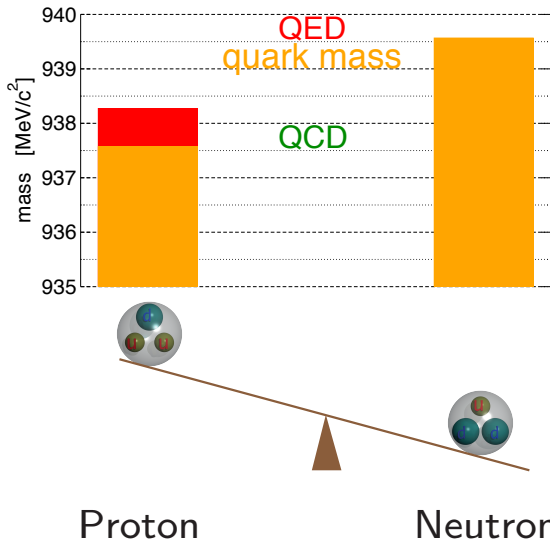 940
QED
939
quark mass
938
QCD
937
936
935
mass [MeV/c²]
d
u u
u
d d
Proton Neutron